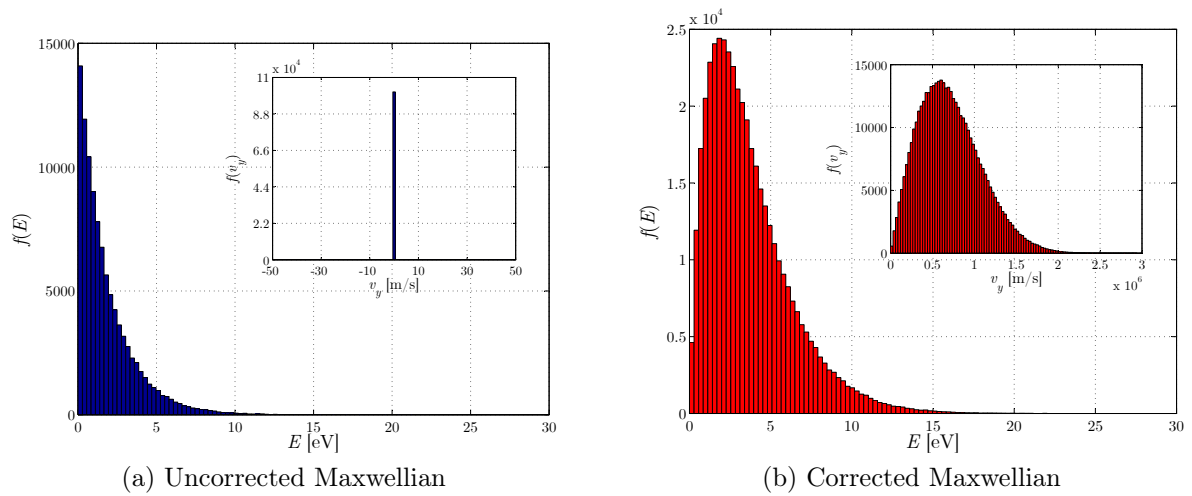 15000
10000
5000
0
f(E)
0 5 10 15 20 25 30
E [eV]
x 10^4
11
8.8
6.6
4.4
2.2
0
f(v_y)
-50 -30 -10 10 30 50
v_y [m/s]
(a) Uncorrected Maxwellian
x 10^4
2.5
2
1.5
1
0.5
0
f(E)
0 5 10 15 20 25 30
E [eV]
15000
10000
5000
0
f(v_y)
0 0.5 1 1.5 2 2.5 3
v_y [m/s]
x 10^6
(b) Corrected Maxwellian